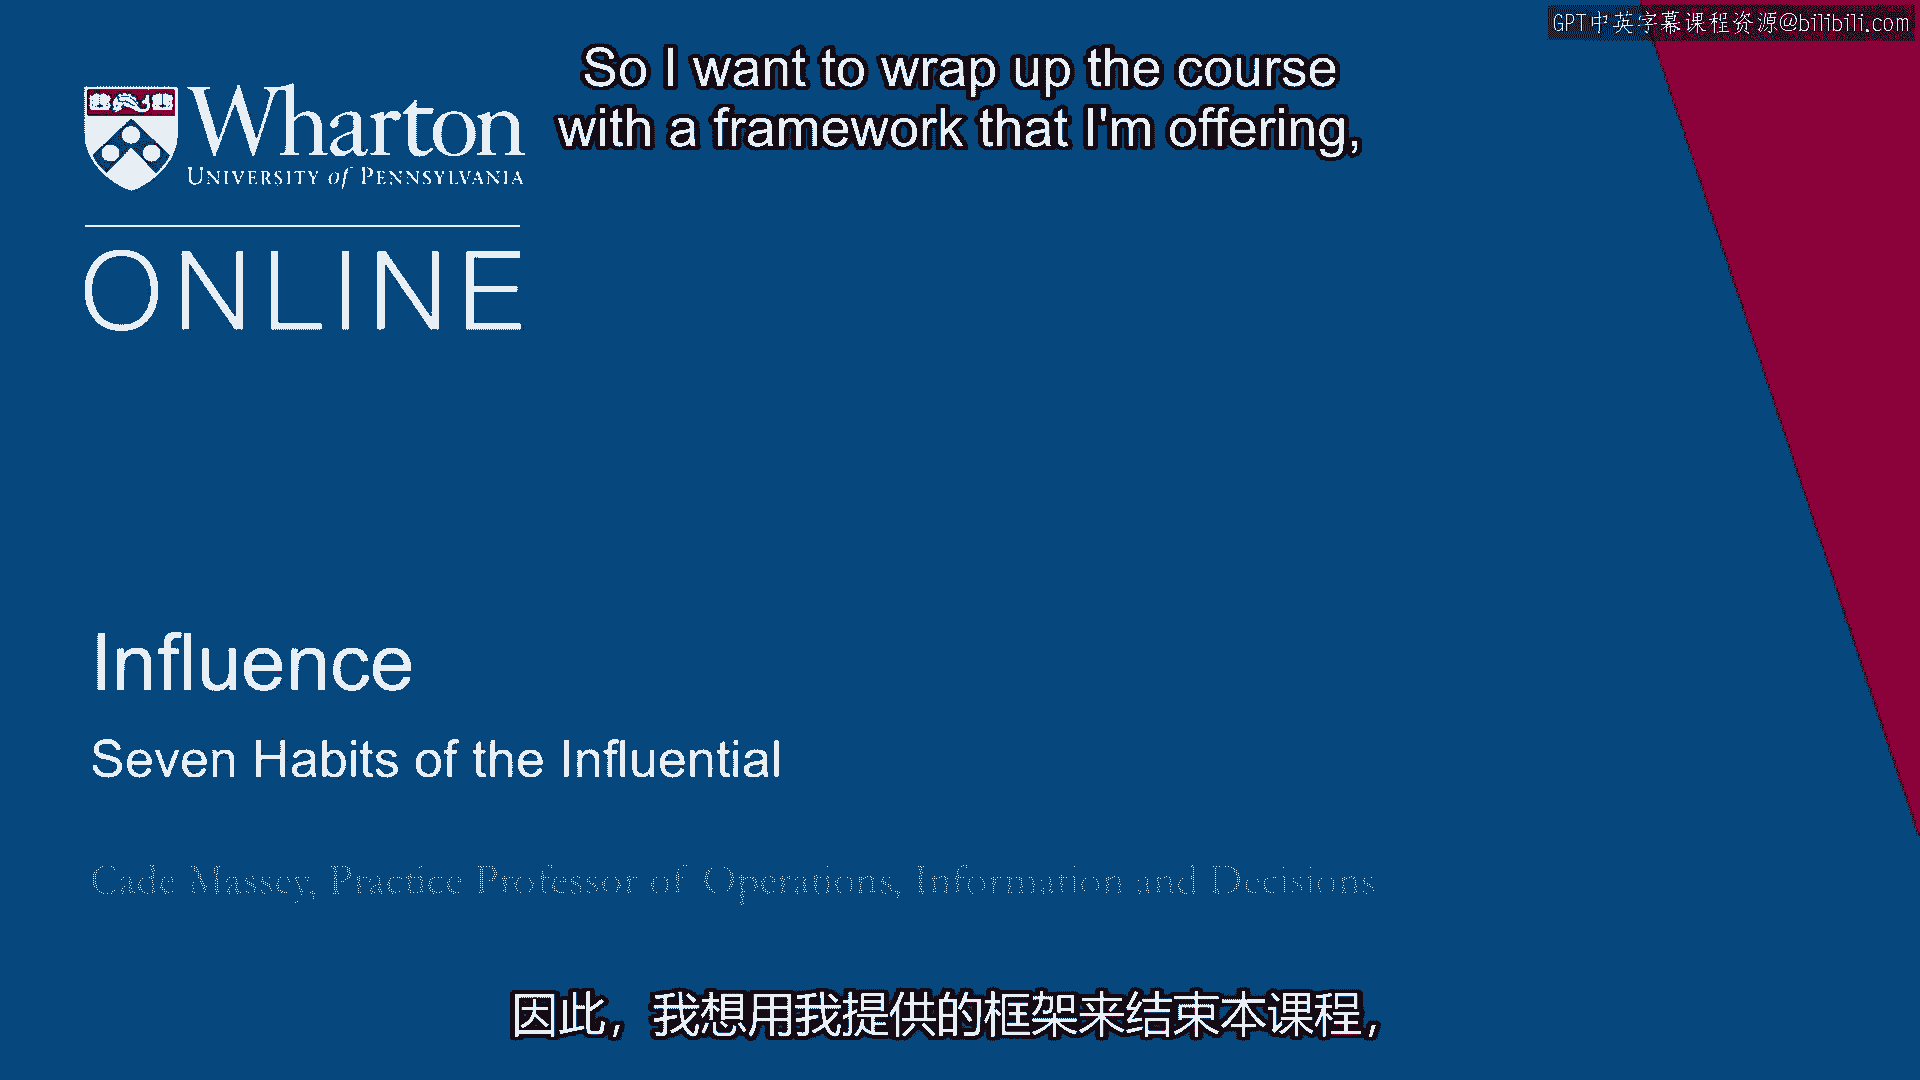 GPT中英字幕课程资源@bilibili.com
So I want to wrap up the course
with a framework that I'm offering,
Wharton
UNIVERSITY of PENNSYLVANIA
ONLINE
Influence
Seven Habits of the Influential
Cade Massey, Practice Professor of Operations, Information and Decisions
因此，我想用我提供的框架来结束本课程，